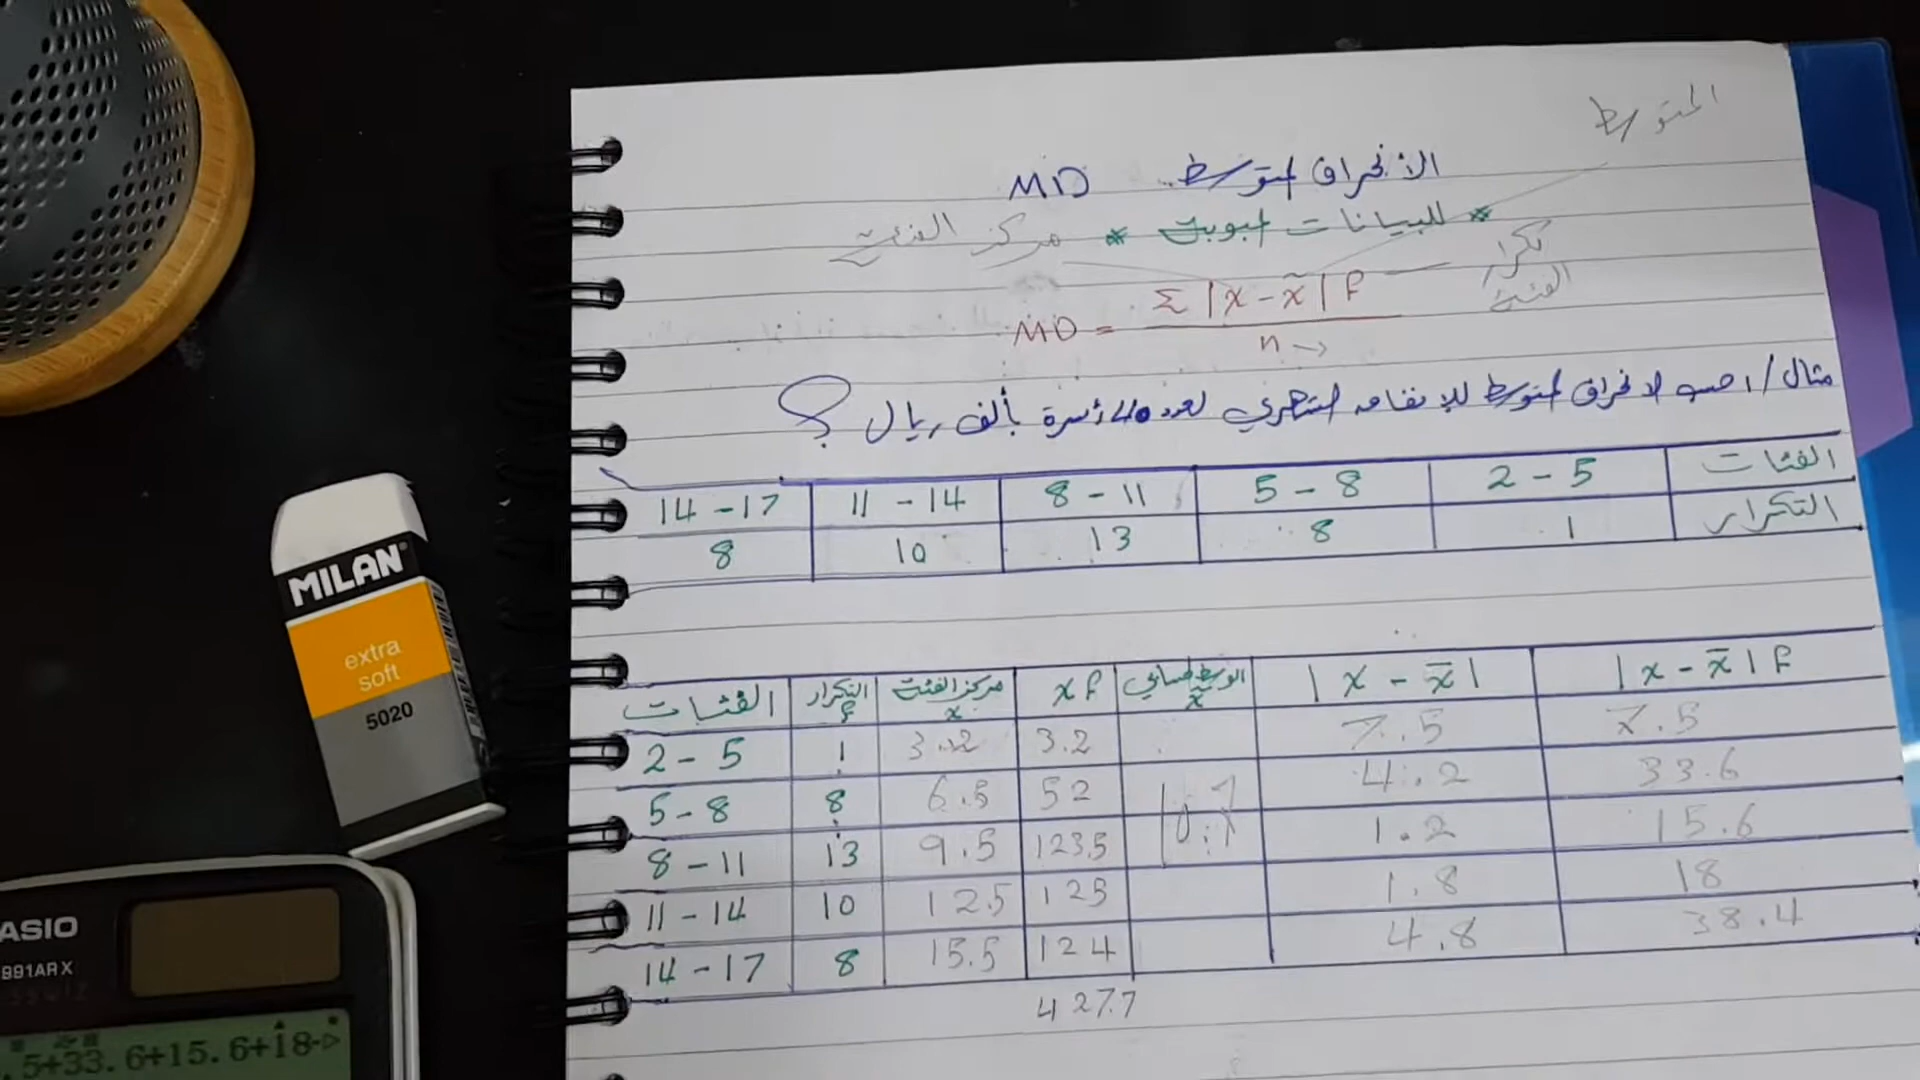 المتوسط
الانحراف المتوسط MD
* للبيانات المبوبة * مركز الفئة
تكرار الفئة
MD = Σ |x - x̄| f / n →
مثال / احسب الانحراف المتوسط للإنفاق الشهري لعدد 40 أسرة بألف ريال ؟
الفئات 2 - 5 5 - 8 8 - 11 11 - 14 14 - 17
التكرار 1 8 13 10 8
الفئات التكرار f مركز الفئة x xf الوسط الحسابي x̄ |x - x̄| |x - x̄| f
2 - 5 1 3.2 3.2 7.5 7.5
5 - 8 8 6.5 52 10.7 4.2 33.6
8 - 11 13 9.5 123.5 1.2 15.6
11 - 14 10 12.5 125 1.8 18
14 - 17 8 15.5 124 4.8 38.4
427.7
MILAN
extra
soft
5020
ASIO
991AR X
.5+33.6+15.6+18